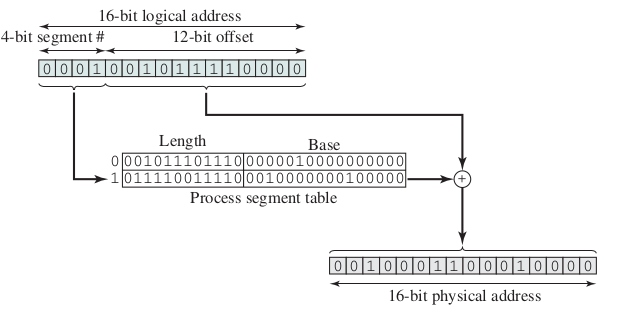 16-bit logical address
4-bit segment # 12-bit offset
0 0 0 1 0 0 1 0 1 1 1 1 0 0 0 0
Length Base
0 001011101110 0000010000000000
1 011110011110 0010000000100000
+
Process segment table
0 0 1 0 0 0 1 1 0 0 0 1 0 0 0 0
16-bit physical address